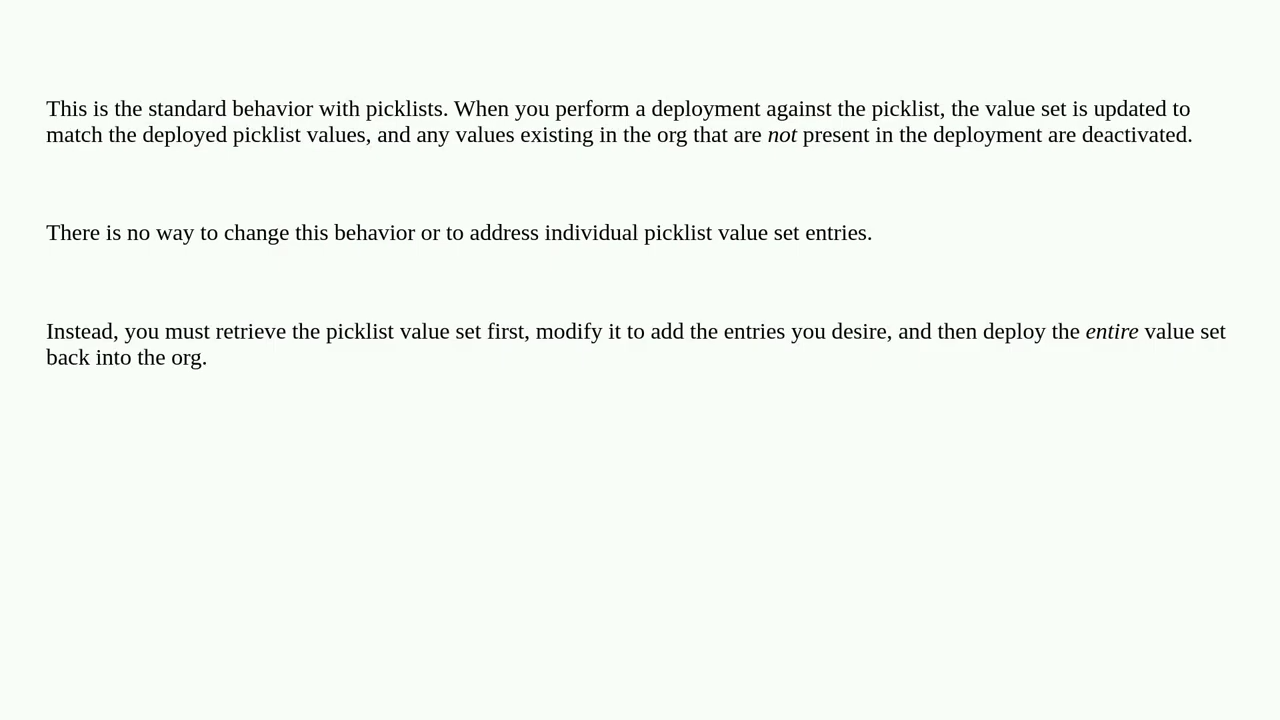 This is the standard behavior with picklists. When you perform a deployment against the picklist, the value set is updated to
match the deployed picklist values, and any values existing in the org that are not present in the deployment are deactivated.
There is no way to change this behavior or to address individual picklist value set entries.
Instead, you must retrieve the picklist value set first, modify it to add the entries you desire, and then deploy the entire value set
back into the org.